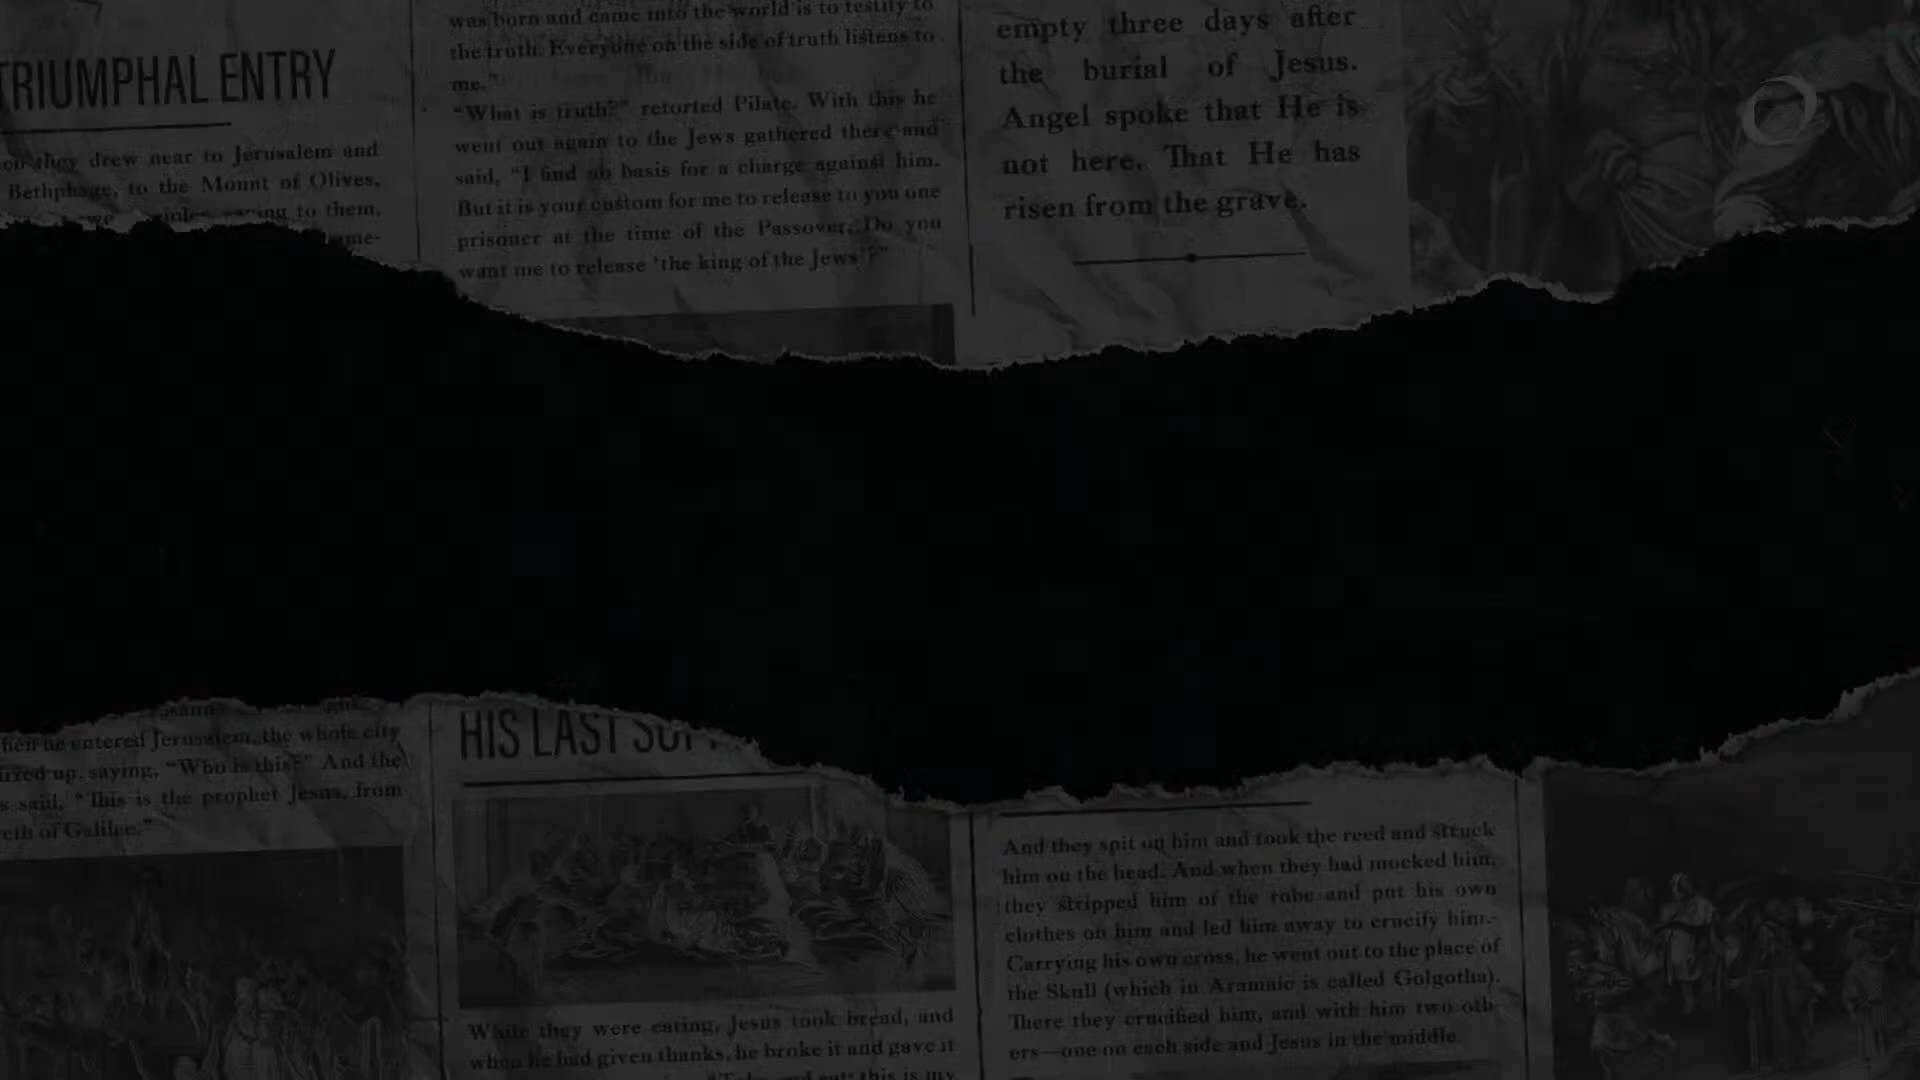 TRIUMPHAL ENTRY
they drew near to Jerusalem and
Bethphage, to the Mount of Olives,
to them,
me-
was born and came into the world is to testify to
the truth. Everyone on the side of truth listens to
me."
"What is truth?" retorted Pilate. With this he
went out again to the Jews gathered there and
said, "I find no basis for a charge against him.
But it is your custom for me to release to you one
prisoner at the time of the Passover. Do you
want me to release 'the king of the Jews'?"
empty three days after
the burial of Jesus.
Angel spoke that He is
not here. That He has
risen from the grave.
he entered Jerusalem, the whole city
up, saying, "Who is this?" And the
said, "This is the prophet Jesus, from
of Galilee."
HIS LAST
While they were eating, Jesus took bread, and
when he had given thanks, he broke it and gave it
this is my
And they spit on him and took the reed and struck
him on the head. And when they had mocked him,
they stripped him of the robe and put his own
clothes on him and led him away to crucify him.
Carrying his own cross, he went out to the place of
the Skull (which in Aramaic is called Golgotha).
There they crucified him, and with him two oth-
ers—one on each side and Jesus in the middle.